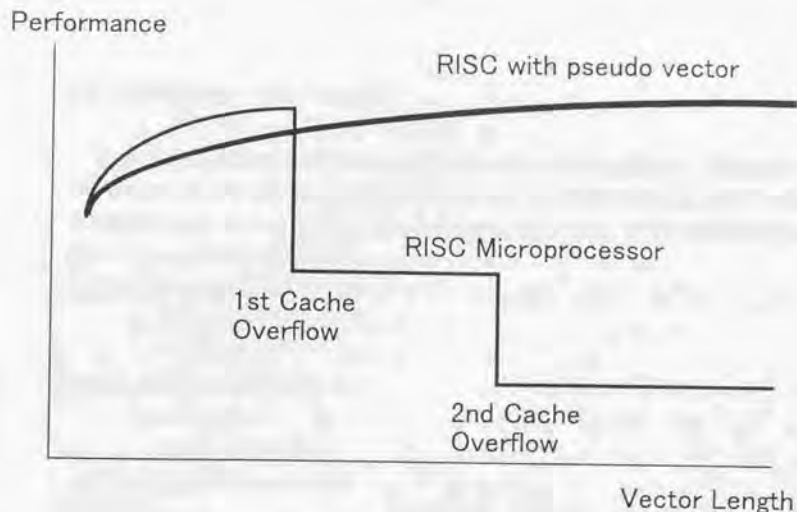 Performance
RISC with pseudo vector
RISC Microprocessor
1st Cache
Overflow
2nd Cache
Overflow
Vector Length